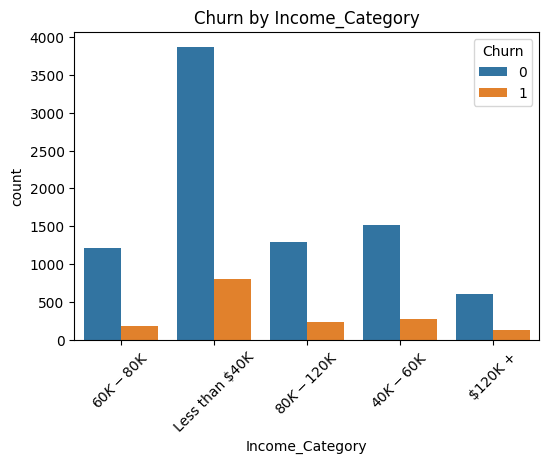 Churn by Income_Category
4000
3500
3000
2500
2000
1500
1000
500
0
count
Churn
0
1
60K − 80K
Less than $40K
80K − 120K
40K − 60K
$120K +
Income_Category